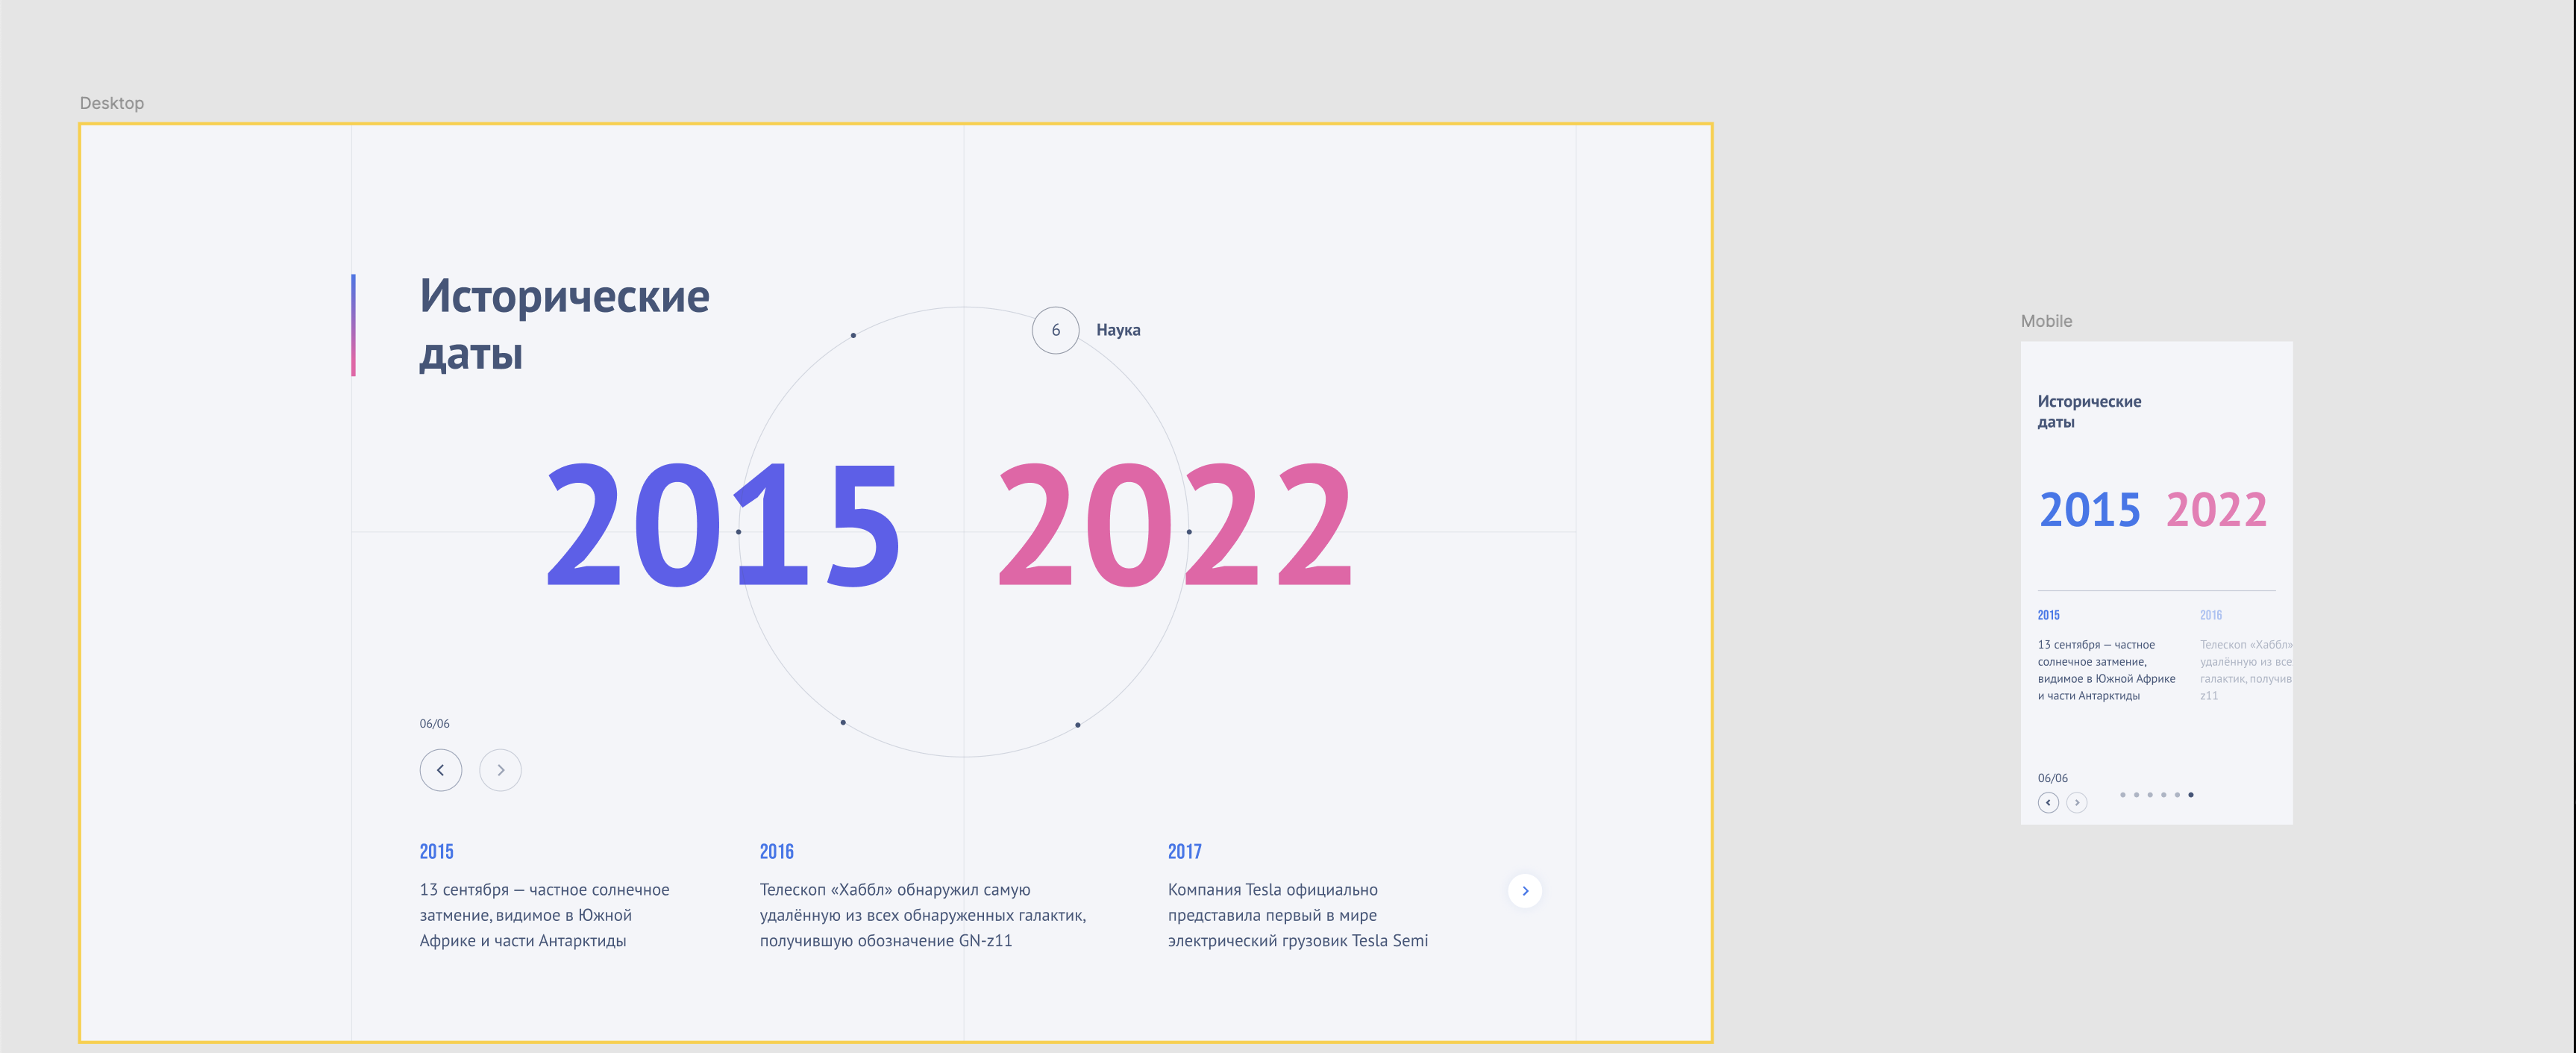 Desktop
Исторические
даты
6 Наука
2015 2022
06/06
2015
13 сентября — частное солнечное
затмение, видимое в Южной
Африке и части Антарктиды
2016
Телескоп «Хаббл» обнаружил самую
удалённую из всех обнаруженных галактик,
получившую обозначение GN-z11
2017
Компания Tesla официально
представила первый в мире
электрический грузовик Tesla Semi
Mobile
Исторические
даты
2015 2022
2015
13 сентября — частное
солнечное затмение,
видимое в Южной Африке
и части Антарктиды
2016
Телескоп «Хаббл»
удалённую из все
галактик, получив
z11
06/06